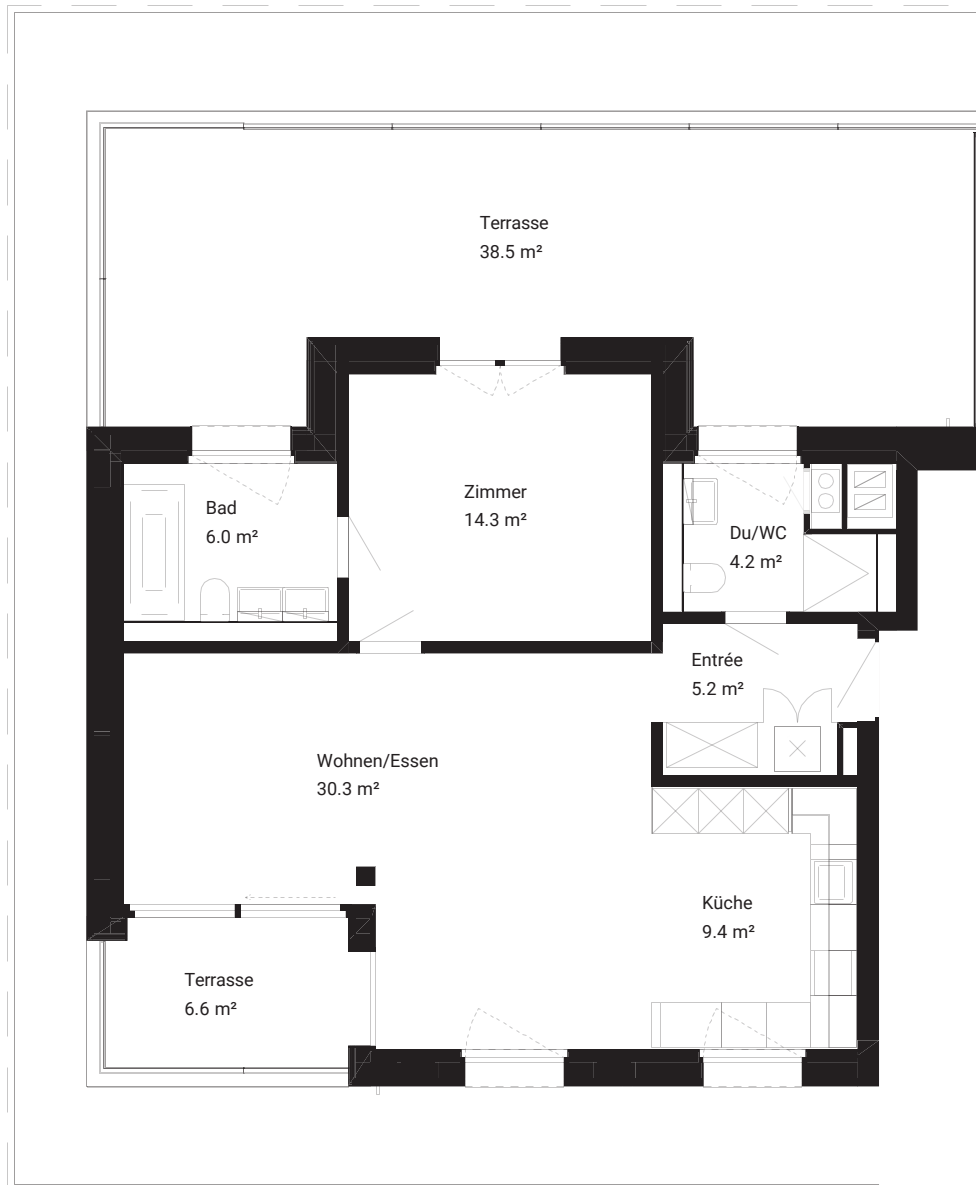 Terrasse
38.5 m²
Zimmer
14.3 m²
Bad
6.0 m²
Du/WC
4.2 m²
Entrée
5.2 m²
Wohnen/Essen
30.3 m²
Küche
9.4 m²
Terrasse
6.6 m²